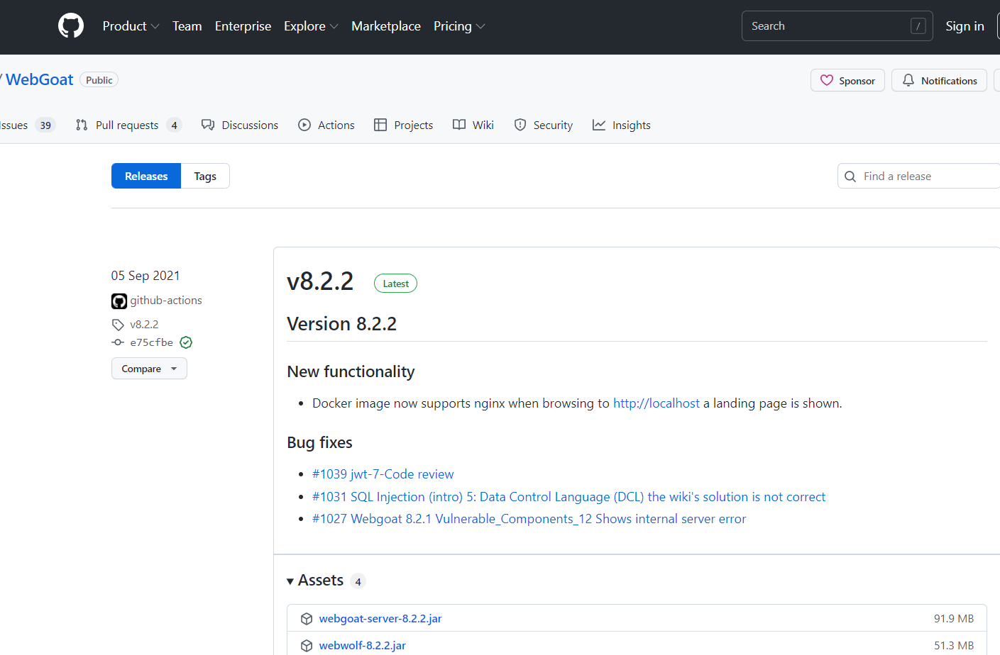 Product Team Enterprise Explore Marketplace Pricing Search / Sign in
/ WebGoat Public Sponsor Notifications
ssues 39 Pull requests 4 Discussions Actions Projects Wiki Security Insights
Releases Tags Find a release
05 Sep 2021
github-actions
v8.2.2
e75cfbe
Compare
v8.2.2 Latest
Version 8.2.2
New functionality
• Docker image now supports nginx when browsing to http://localhost a landing page is shown.
Bug fixes
• #1039 jwt-7-Code review
• #1031 SQL Injection (intro) 5: Data Control Language (DCL) the wiki's solution is not correct
• #1027 Webgoat 8.2.1 Vulnerable_Components_12 Shows internal server error
Assets 4
webgoat-server-8.2.2.jar 91.9 MB
webwolf-8.2.2.jar 51.3 MB